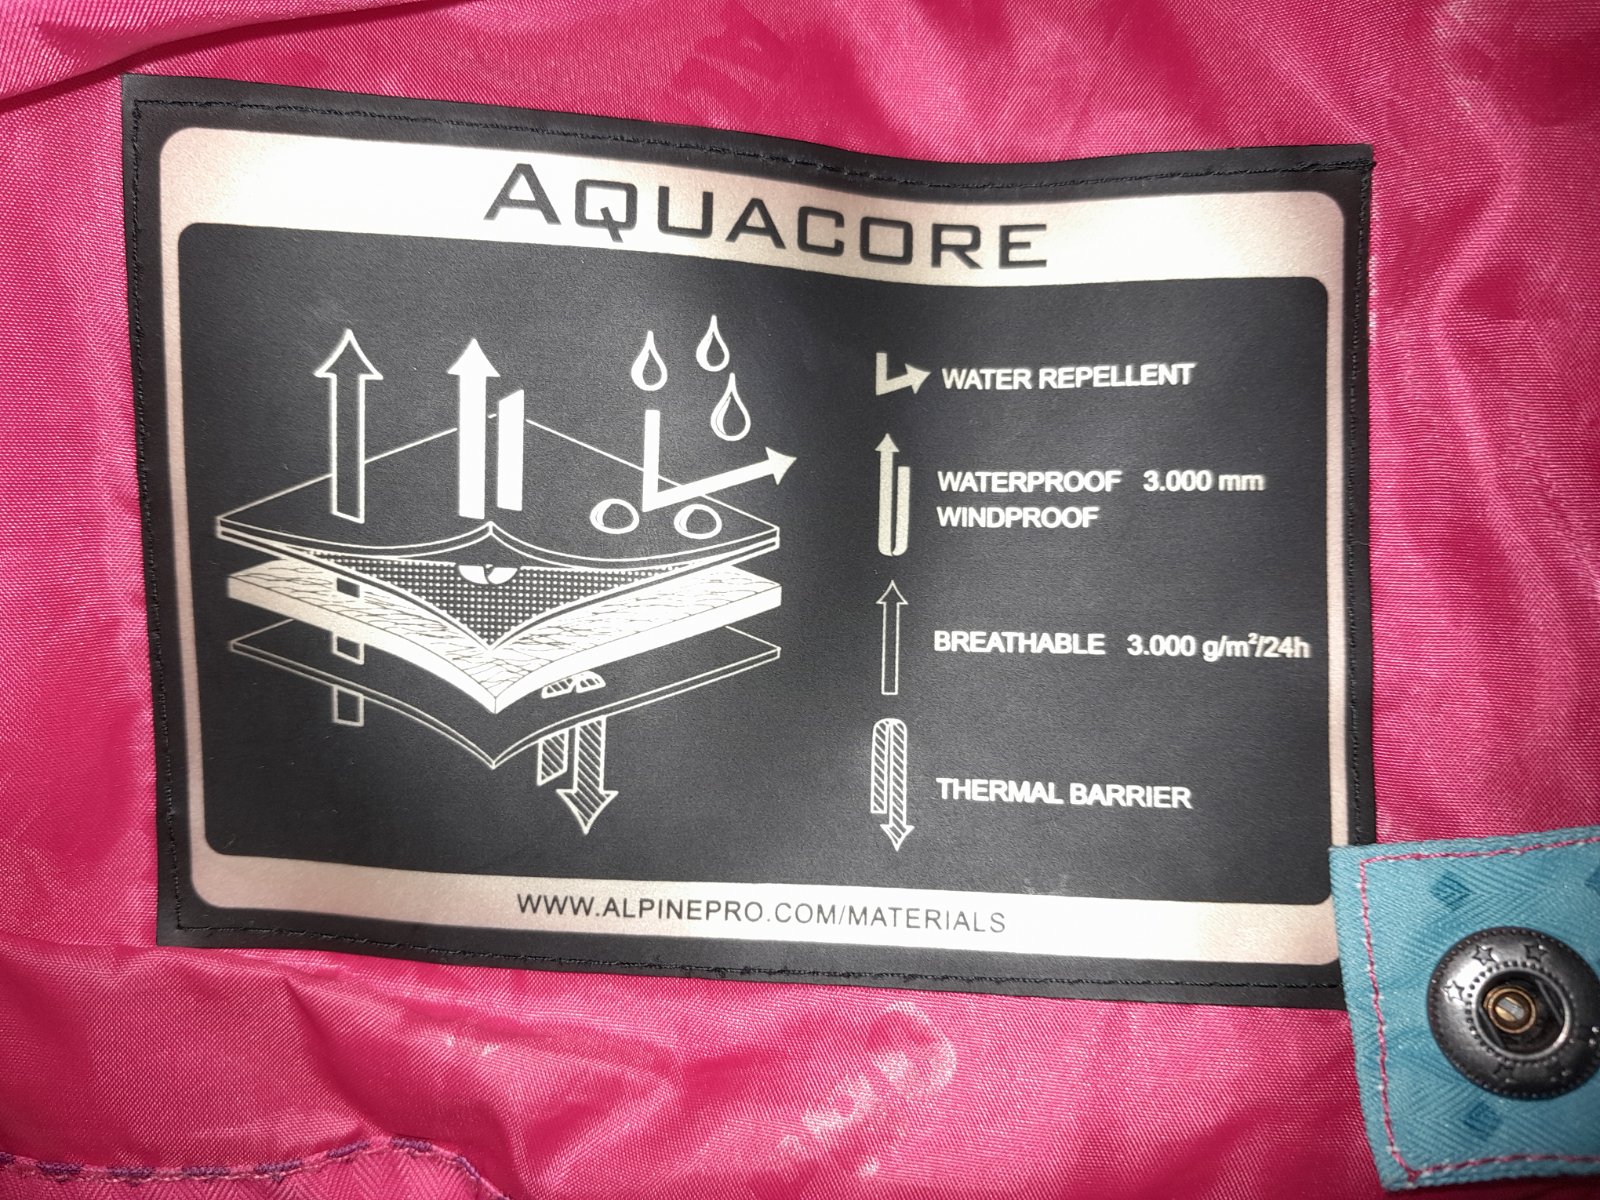 AQUACORE
WATER REPELLENT
WATERPROOF 3.000 mm
WINDPROOF
BREATHABLE 3.000 g/m²/24h
THERMAL BARRIER
WWW.ALPINEPRO.COM/MATERIALS